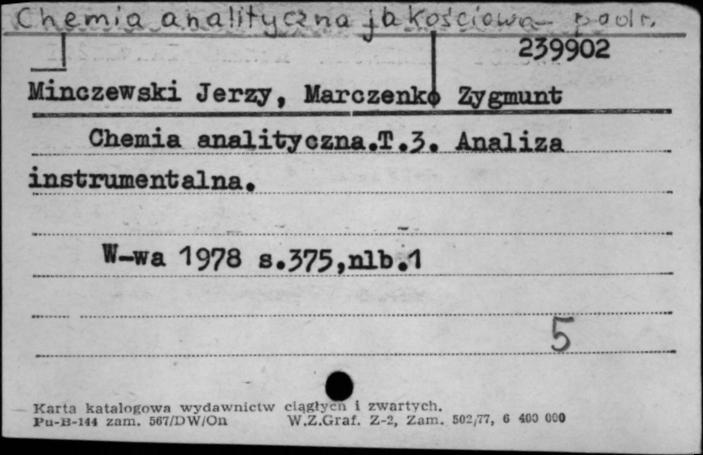 Chemia analityczna jakościowa podr.
239902
Minczewski Jerzy, Marczenko Zygmunt
Chemia analityczna.T.3. Analiza
instrumentalna.
W-wa 1978 s.375,nlb.1
5
Karta katalogowa wydawnictw ciągłych i zwartych.
Pu-B-144 zam. 567/DW/On W.Z.Graf. Z-2, Zam. 502/77, 6 400 000